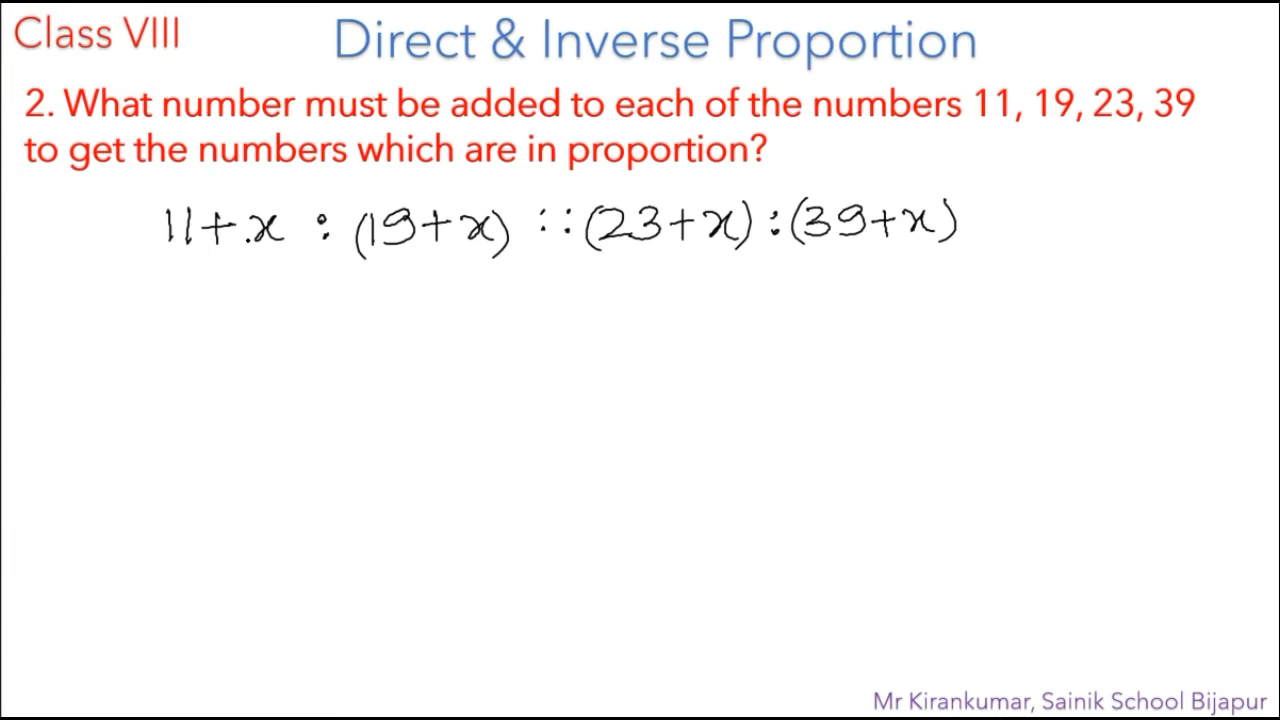 Class VIII
Direct & Inverse Proportion
2. What number must be added to each of the numbers 11, 19, 23, 39
to get the numbers which are in proportion?
11+x : (19+x) :: (23+x) : (39+x)
Mr Kirankumar, Sainik School Bijapur